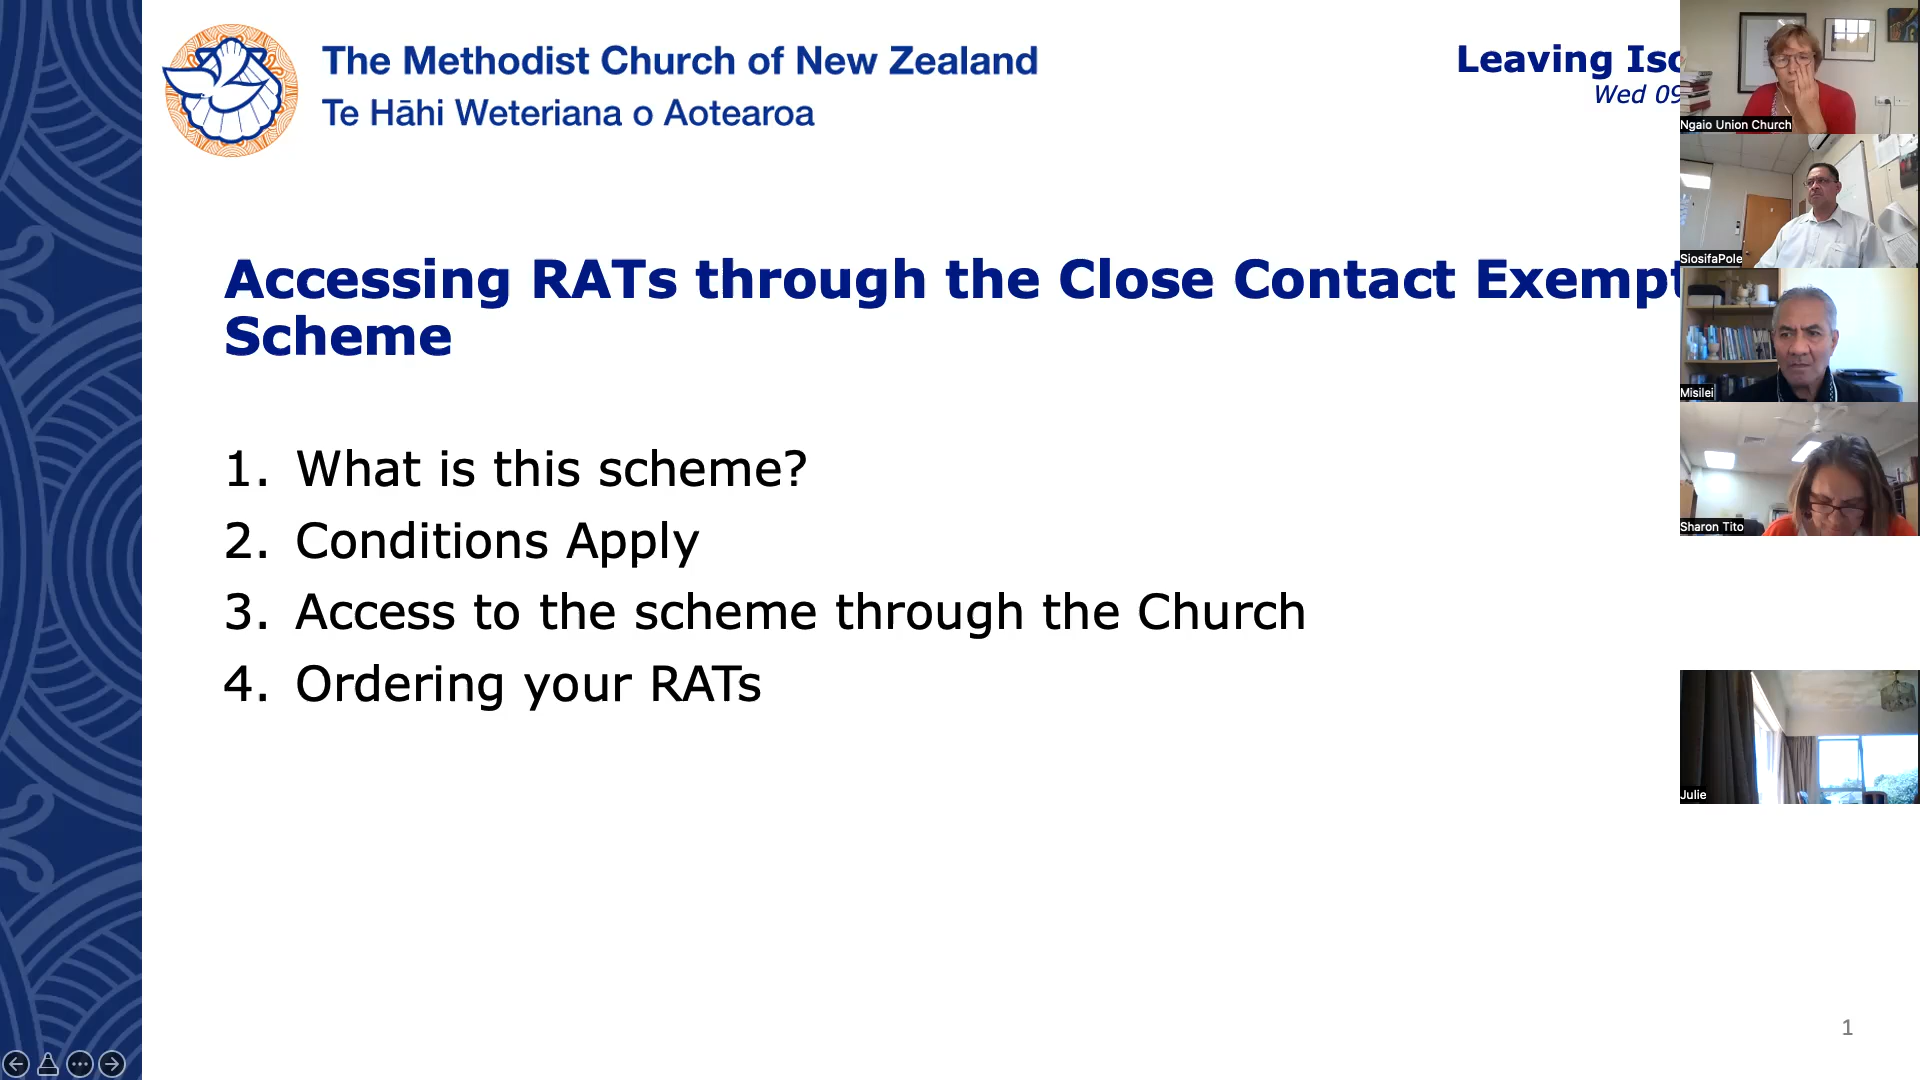 The Methodist Church of New Zealand
Te Hāhi Weteriana o Aotearoa
Leaving
Wed 09
Accessing RATs through the Close Contact
Scheme
1. What is this scheme?
2. Conditions Apply
3. Access to the scheme through the Church
4. Ordering your RATs
Ngaio Union Church
SiosifaPole
Misilei
Sharon Tito
Julie
1